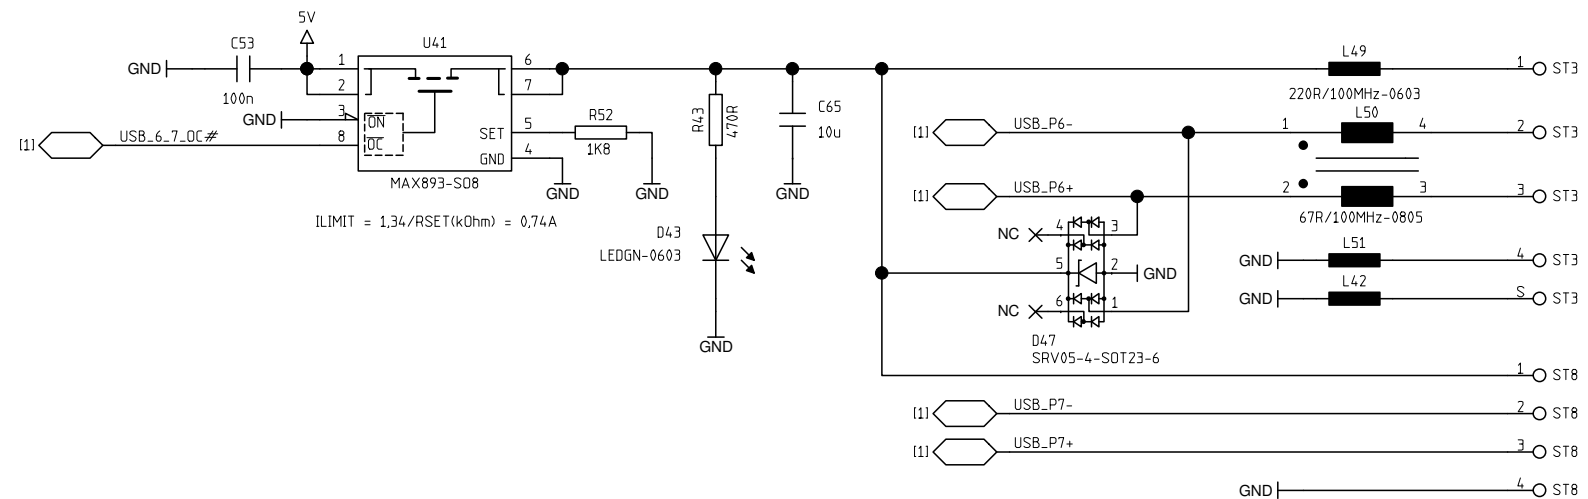 5V
C53
U41
GND
1
2
3
8
100n
GND
ON
OC
[1]
USB_6_7_OC#
6
7
SET
5
GND
4
MAX893-SO8
R52
1K8
GND
GND
ILIMIT = 1,34/RSET(kOhm) = 0,74A
R43
470R
C65
10u
GND
D43
LEDGN-0603
GND
L49
1
ST3
220R/100MHz-0603
L50
[1]
USB_P6-
1
4
2
ST3
[1]
USB_P6+
2
3
3
ST3
67R/100MHz-0805
NC
4
3
5
2
GND
NC
6
1
D47
SRV05-4-SOT23-6
L51
GND
4
ST3
L42
GND
S
ST3
1
ST8
[1]
USB_P7-
2
ST8
[1]
USB_P7+
3
ST8
GND
4
ST8